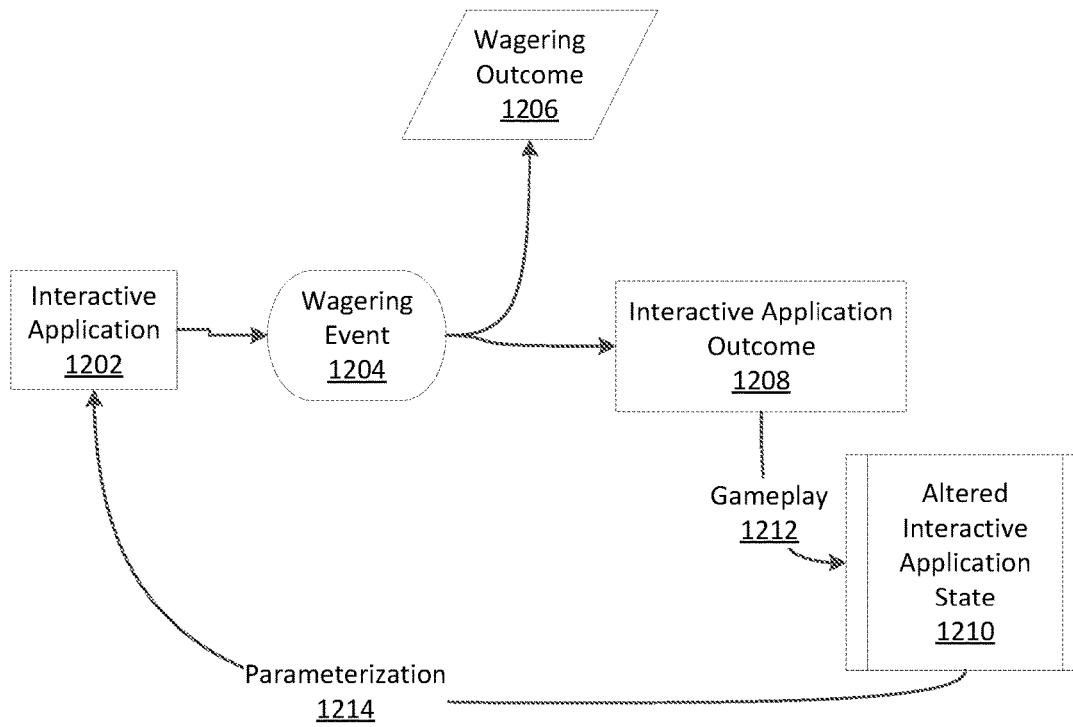 Wagering
Outcome
1206
Interactive
Application
1202
Wagering
Event
1204
Interactive Application
Outcome
1208
Gameplay
1212
Altered
Interactive
Application
State
1210
Parameterization
1214